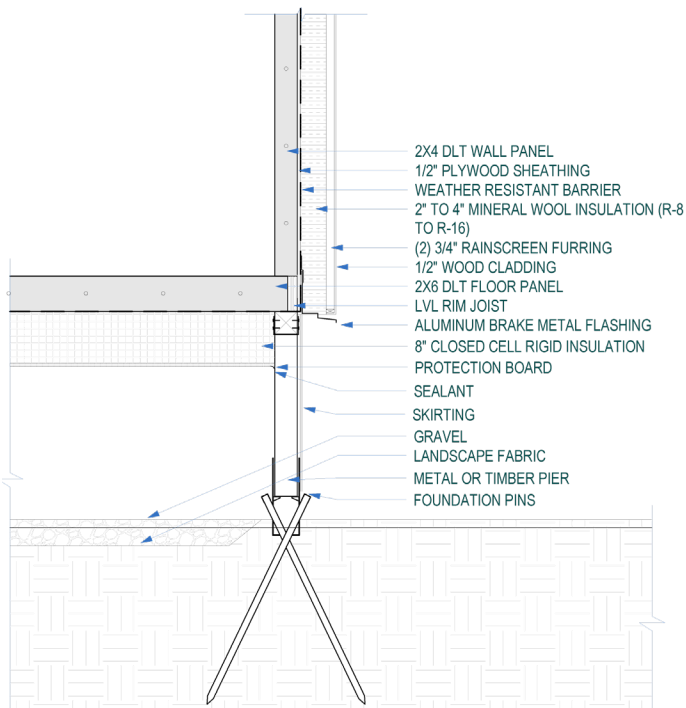 2X4 DLT WALL PANEL
1/2" PLYWOOD SHEATHING
WEATHER RESISTANT BARRIER
2" TO 4" MINERAL WOOL INSULATION (R-8
TO R-16)
(2) 3/4" RAINSCREEN FURRING
1/2" WOOD CLADDING
2X6 DLT FLOOR PANEL
LVL RIM JOIST
ALUMINUM BRAKE METAL FLASHING
8" CLOSED CELL RIGID INSULATION
PROTECTION BOARD
SEALANT
SKIRTING
GRAVEL
LANDSCAPE FABRIC
METAL OR TIMBER PIER
FOUNDATION PINS